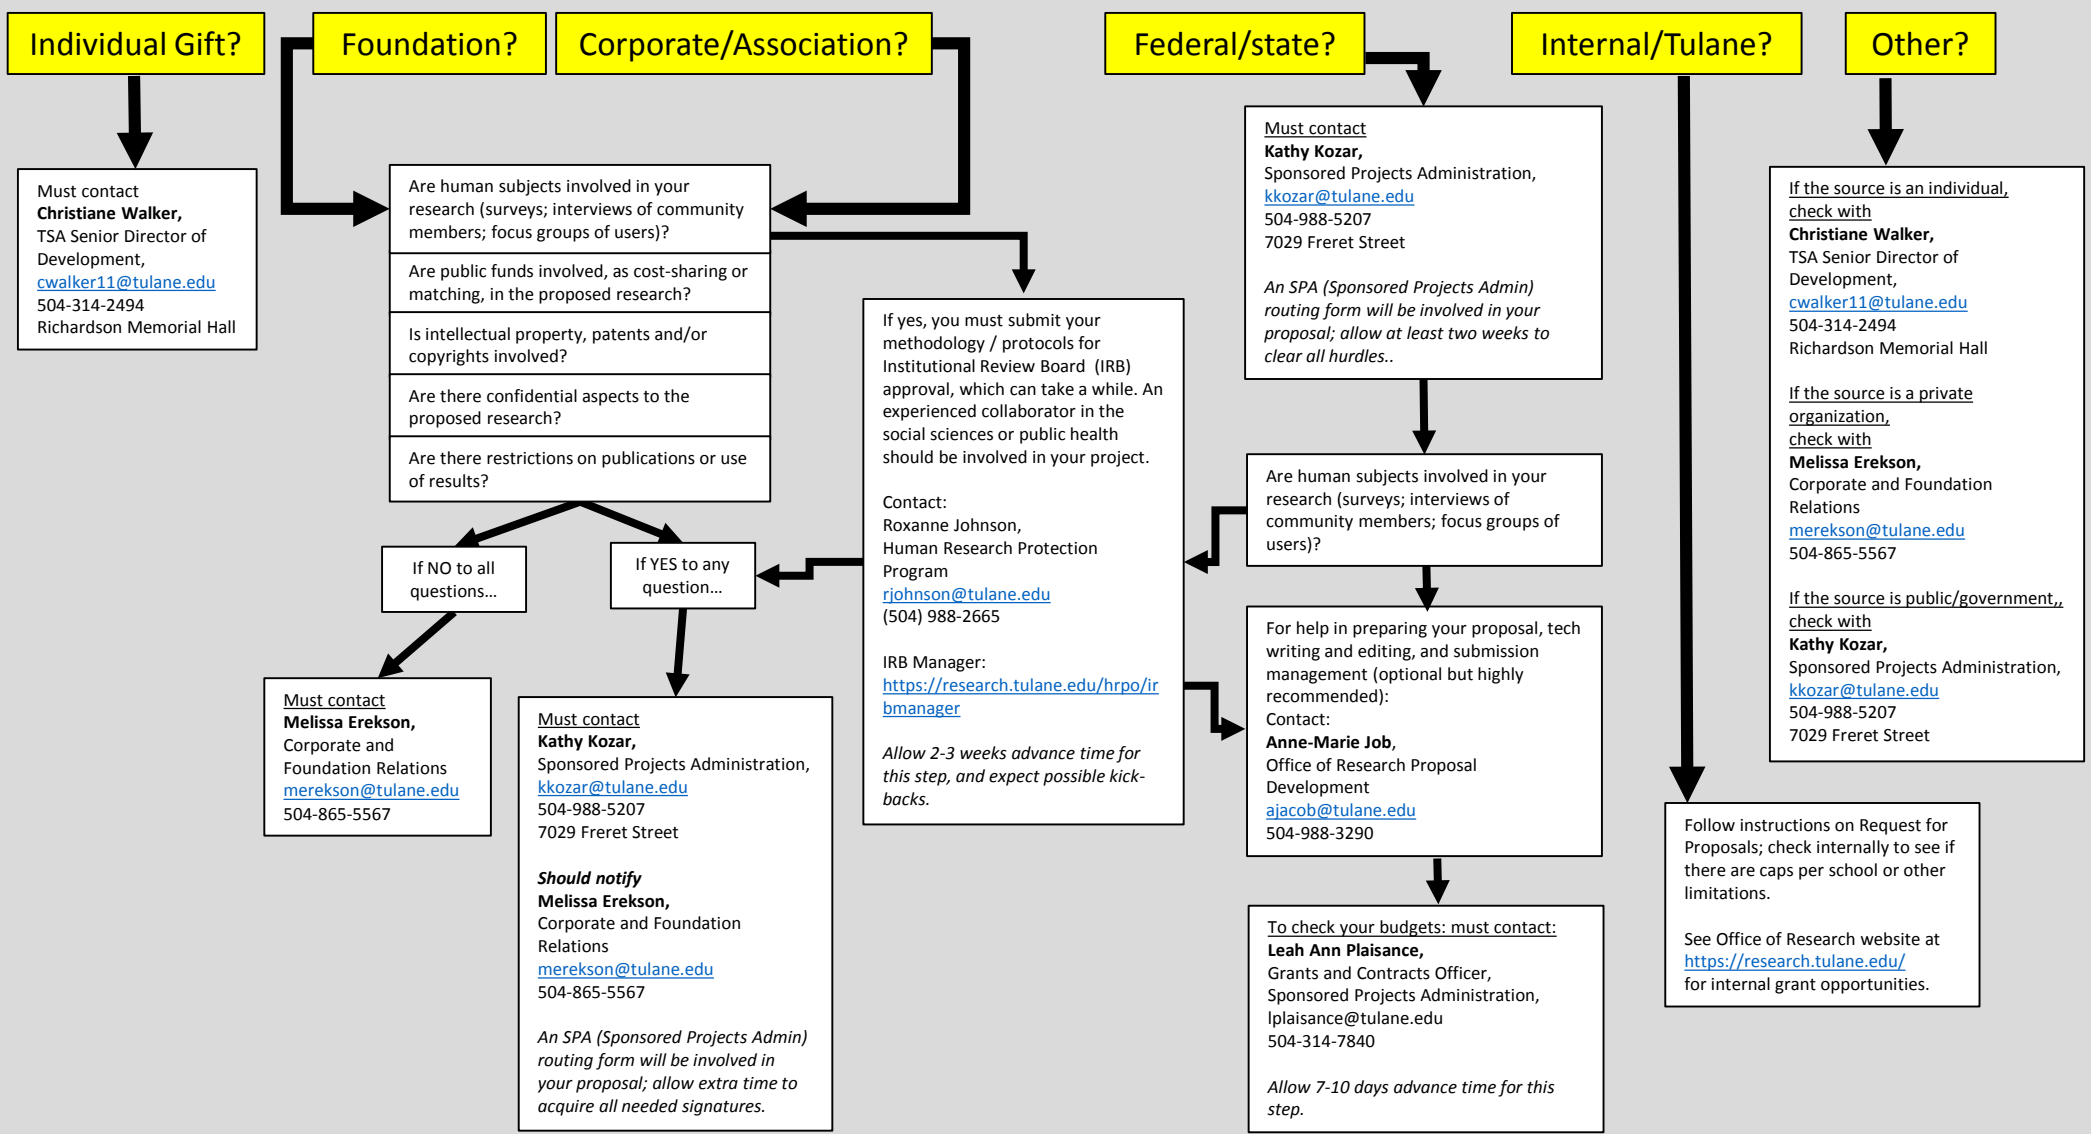 Individual Gift?
Foundation?
Corporate/Association?
Federal/state?
Internal/Tulane?
Other?
Must contact
Christiane Walker,
TSA Senior Director of
Development,
cwalker11@tulane.edu
504-314-2494
Richardson Memorial Hall
Are human subjects involved in your
research (surveys; interviews of community
members; focus groups of users)?
Are public funds involved, as cost-sharing or
matching, in the proposed research?
Is intellectual property, patents and/or
copyrights involved?
Are there confidential aspects to the
proposed research?
Are there restrictions on publications or use
of results?
If NO to all
questions...
If YES to any
question...
Must contact
Melissa Erekson,
Corporate and
Foundation Relations
merekson@tulane.edu
504-865-5567
Must contact
Kathy Kozar,
Sponsored Projects Administration,
kkozar@tulane.edu
504-988-5207
7029 Freret Street
Should notify
Melissa Erekson,
Corporate and Foundation
Relations
merekson@tulane.edu
504-865-5567
An SPA (Sponsored Projects Admin)
routing form will be involved in
your proposal; allow extra time to
acquire all needed signatures.
If yes, you must submit your
methodology / protocols for
Institutional Review Board  (IRB)
approval, which can take a while. An
experienced collaborator in the
social sciences or public health
should be involved in your project.
Contact:
Roxanne Johnson,
Human Research Protection
Program
rjohnson@tulane.edu
(504) 988-2665
IRB Manager:
https://research.tulane.edu/hrpo/ir
bmanager
Allow 2-3 weeks advance time for
this step, and expect possible kick-
backs.
Must contact
Kathy Kozar,
Sponsored Projects Administration,
kkozar@tulane.edu
504-988-5207
7029 Freret Street
An SPA (Sponsored Projects Admin)
routing form will be involved in your
proposal; allow at least two weeks to
clear all hurdles..
Are human subjects involved in your
research (surveys; interviews of
community members; focus groups of
users)?
For help in preparing your proposal, tech
writing and editing, and submission
management (optional but highly
recommended):
Contact:
Anne-Marie Job,
Office of Research Proposal
Development
ajacob@tulane.edu
504-988-3290
To check your budgets: must contact:
Leah Ann Plaisance,
Grants and Contracts Officer,
Sponsored Projects Administration,
lplaisance@tulane.edu
504-314-7840
Allow 7-10 days advance time for this
step.
Follow instructions on Request for
Proposals; check internally to see if
there are caps per school or other
limitations.
See Office of Research website at
https://research.tulane.edu/
for internal grant opportunities.
If the source is an individual,
check with
Christiane Walker,
TSA Senior Director of
Development,
cwalker11@tulane.edu
504-314-2494
Richardson Memorial Hall
If the source is a private
organization,
check with
Melissa Erekson,
Corporate and Foundation
Relations
merekson@tulane.edu
504-865-5567
If the source is public/government,,
check with
Kathy Kozar,
Sponsored Projects Administration,
kkozar@tulane.edu
504-988-5207
7029 Freret Street